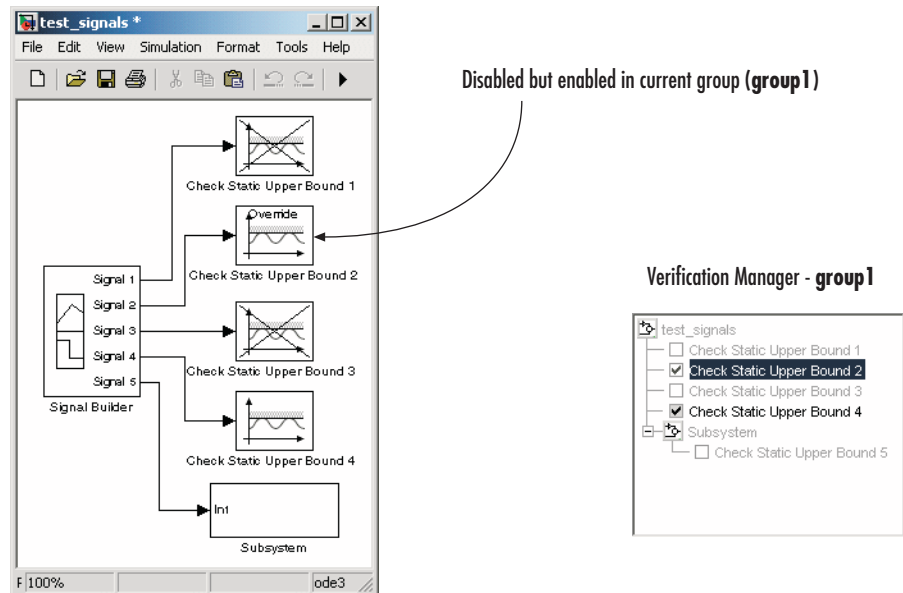 test_signals *
File Edit View Simulation Format Tools Help
Disabled but enabled in current group (group1)
Check Static Upper Bound 1
Override
Check Static Upper Bound 2
Signal 1
Signal 2
Signal 3
Signal 4
Signal 5
Signal Builder
Check Static Upper Bound 3
Check Static Upper Bound 4
In1
Subsystem
F 100%
ode3
Verification Manager - group1
test_signals
Check Static Upper Bound 1
Check Static Upper Bound 2
Check Static Upper Bound 3
Check Static Upper Bound 4
Subsystem
Check Static Upper Bound 5